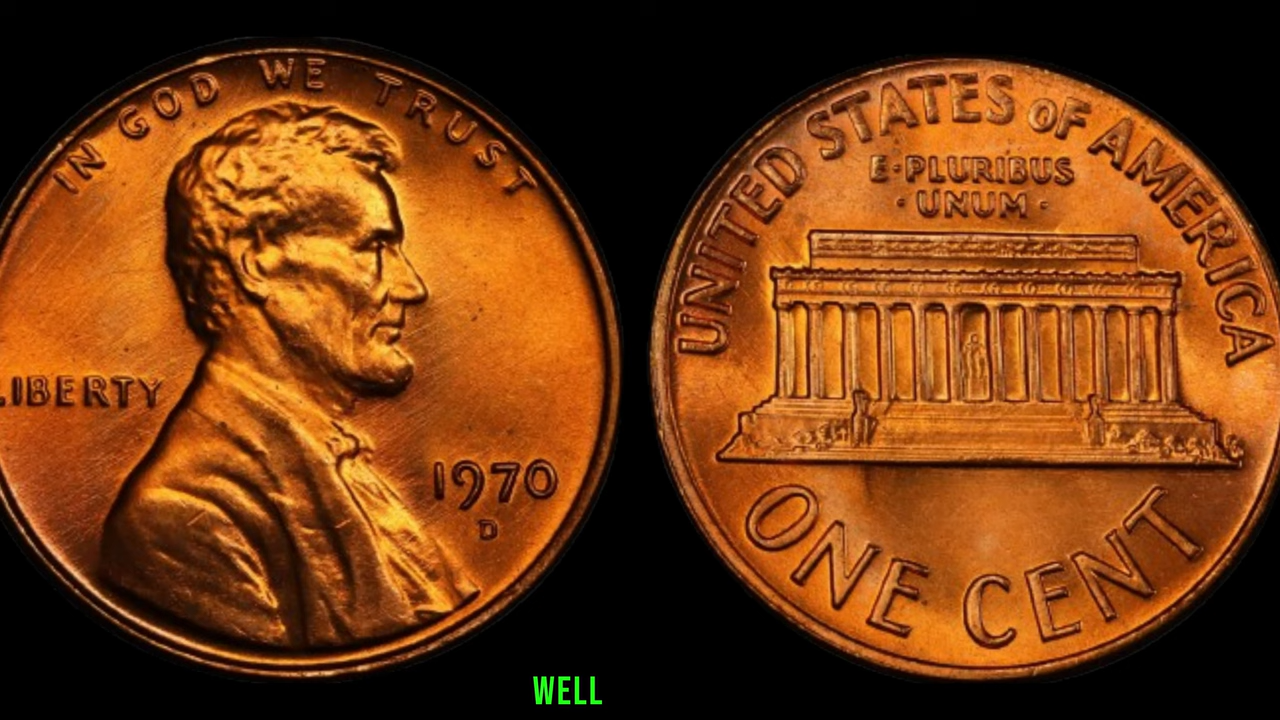 IN GOD WE TRUST
LIBERTY
1970
D
UNITED STATES OF AMERICA
E·PLURIBUS
·UNUM·
ONE CENT
WELL